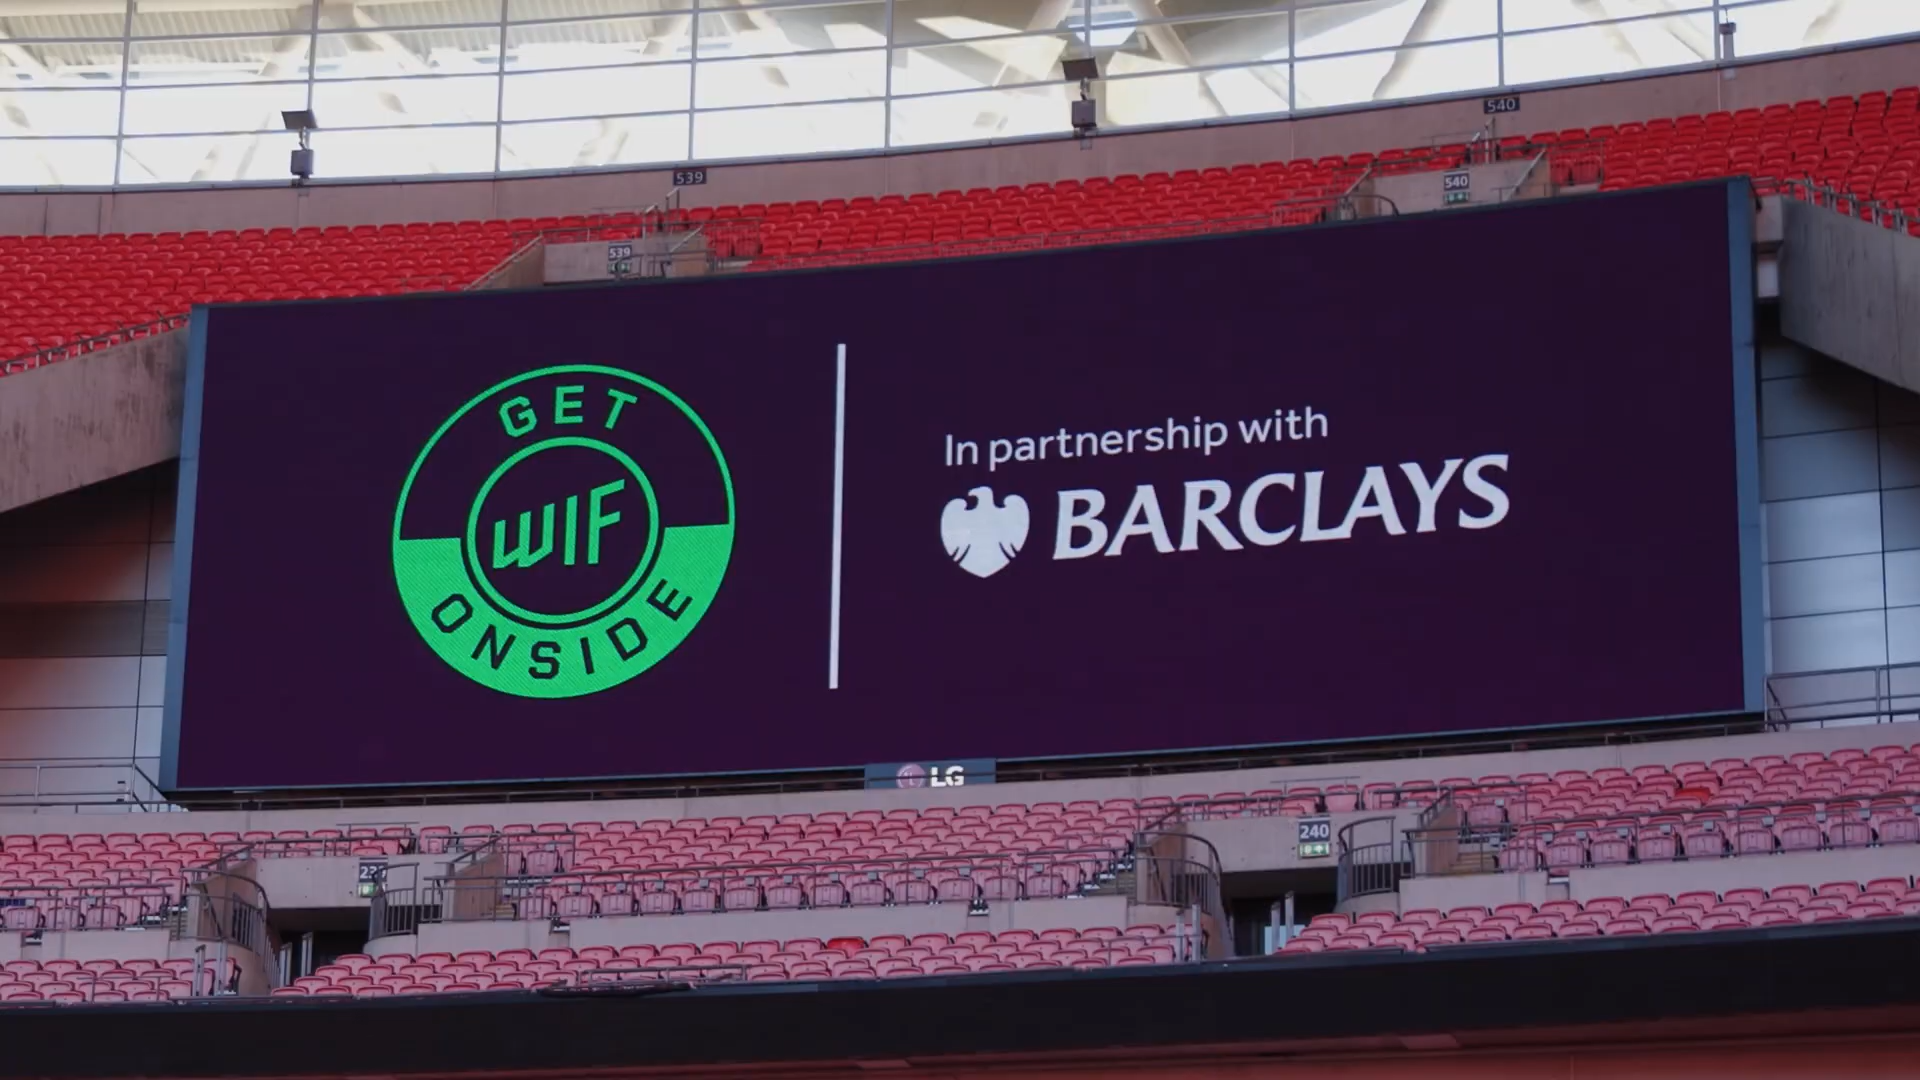 540
539
540
539
GET
WIF
ONSIDE
In partnership with
BARCLAYS
LG
240